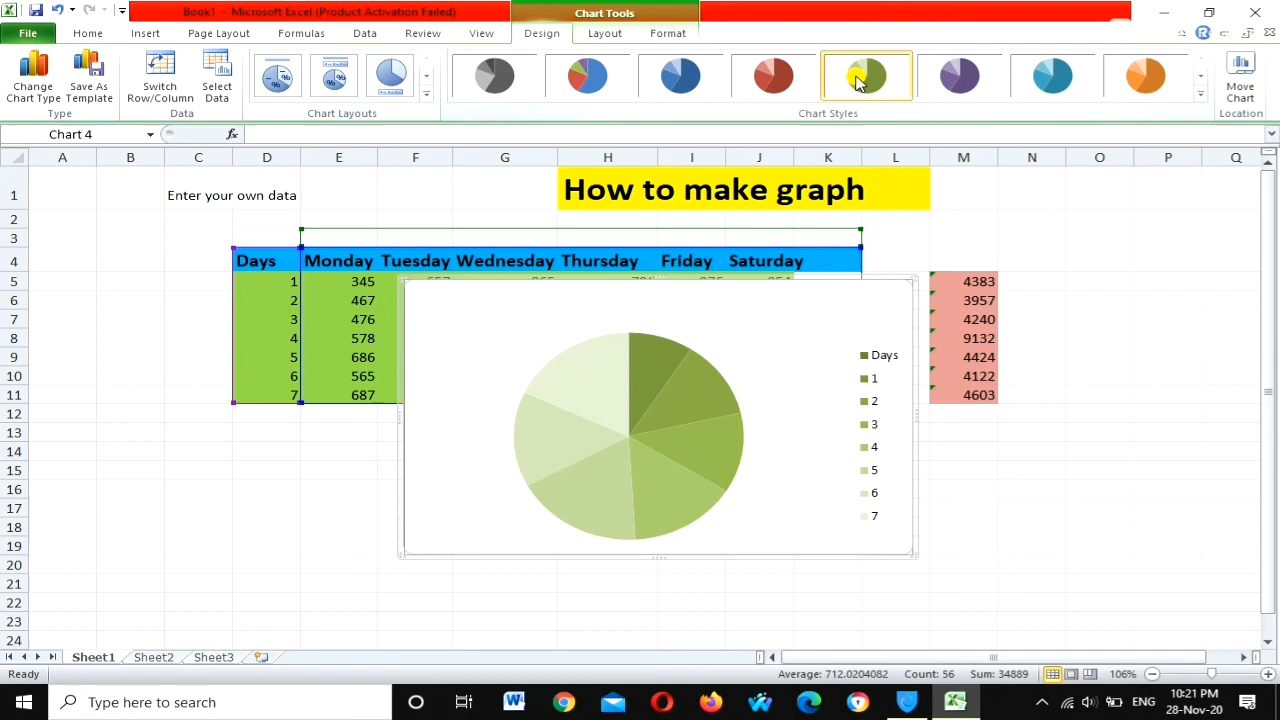 Book1 - Microsoft Excel (Product Activation Failed)
Chart Tools
File Home Insert Page Layout Formulas Data Review View Design Layout Format
Change Chart Type
Save As Template
Switch Row/Column
Select Data
Move Chart
Type Data Chart Layouts Chart Styles Location
Chart 4 fx
A B C D E F G H I J K L M N O P Q
1 Enter your own data How to make graph
2
3
4 Days Monday Tuesday Wednesday Thursday Friday Saturday
1 345 4383
6 2 467 3957
7 3 476 4240
8 4 578 9132
9 5 686 4424
10 6 565 4122
11 7 687 4603
12
13
14
15
16
17
18
19
20
21
22
23
24
Days
1
2
3
4
5
6
7
Sheet1 Sheet2 Sheet3
Ready Average: 712.0204082 Count: 56 Sum: 34889 106%
Type here to search
ENG
10:21 PM
28-Nov-20